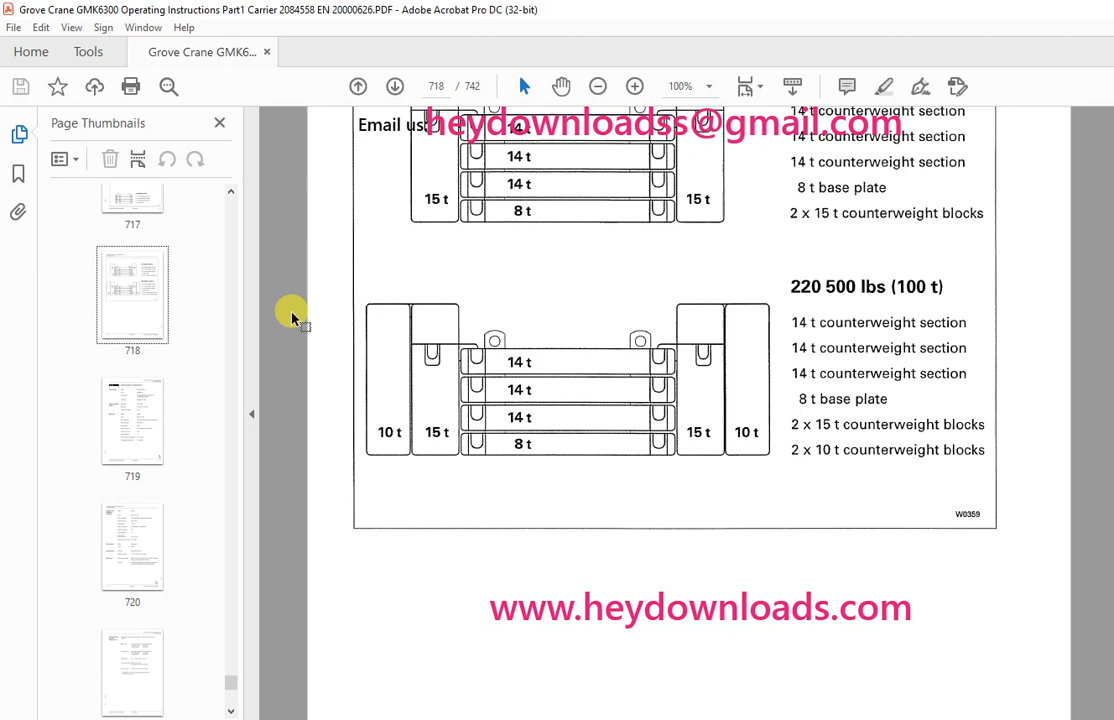 Grove Crane GMK6300 Operating Instructions Part1 Carrier 2084558 EN 20000626.PDF - Adobe Acrobat Pro DC (32-bit)
File Edit View Sign Window Help
Home Tools Grove Crane GMK6... ×
718 / 742 100%
Page Thumbnails
717
718
719
720
Email us: heydownloadss@gmail.com
14 t
14 t
14 t
8 t
15 t
15 t
14 t counterweight section
14 t counterweight section
14 t counterweight section
8 t base plate
2 x 15 t counterweight blocks
220 500 lbs (100 t)
14 t counterweight section
14 t counterweight section
14 t counterweight section
8 t base plate
2 x 15 t counterweight blocks
2 x 10 t counterweight blocks
14 t
14 t
14 t
10 t 15 t 8 t 15 t 10 t
W0359
www.heydownloads.com